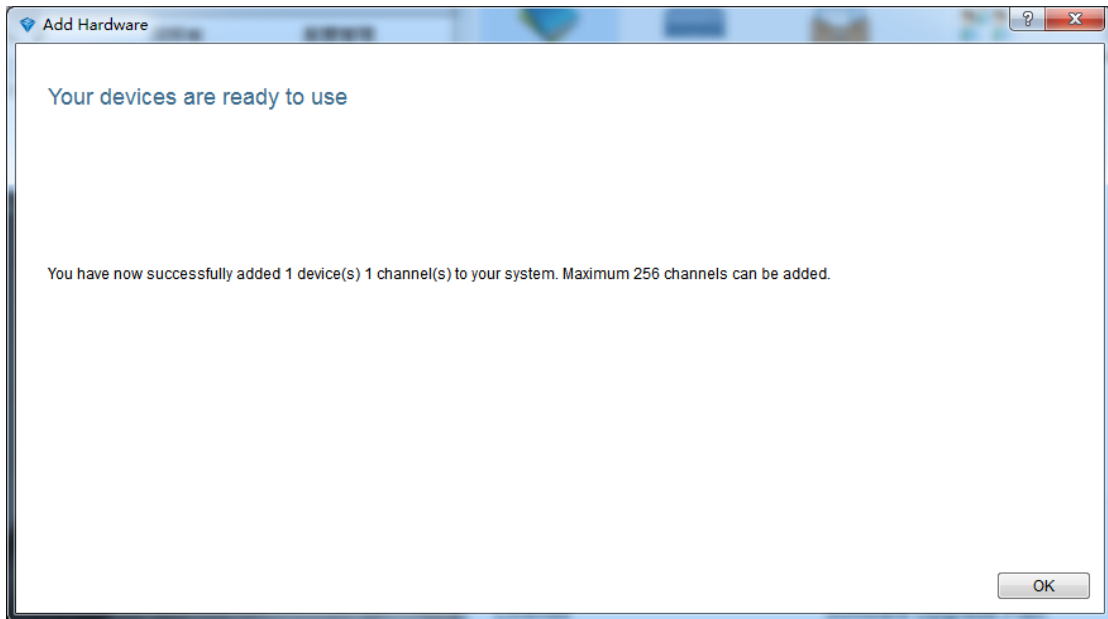 Add Hardware
Your devices are ready to use
You have now successfully added 1 device(s) 1 channel(s) to your system. Maximum 256 channels can be added.
OK